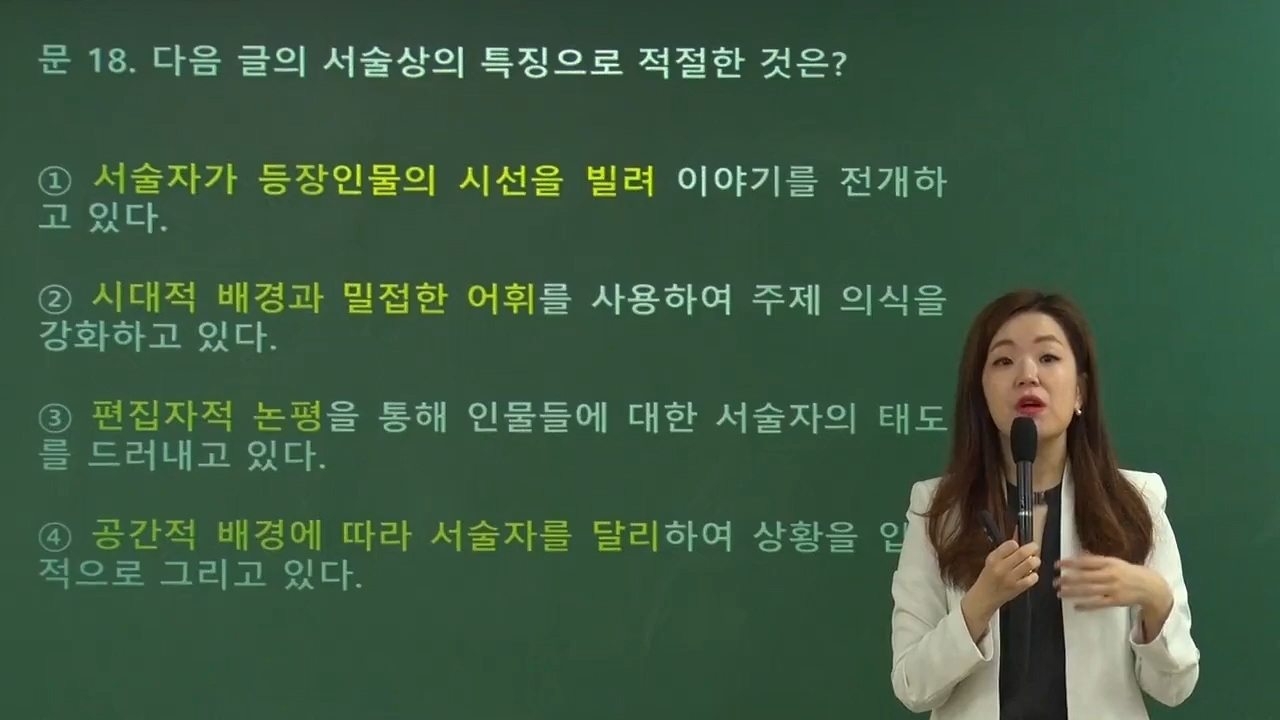 문 18. 다음 글의 서술상의 특징으로 적절한 것은?
① 서술자가 등장인물의 시선을 빌려 이야기를 전개하
고 있다.
② 시대적 배경과 밀접한 어휘를 사용하여 주제 의식을
강화하고 있다.
③ 편집자적 논평을 통해 인물들에 대한 서술자의 태도
를 드러내고 있다.
④ 공간적 배경에 따라 서술자를 달리하여 상황을
적으로 그리고 있다.